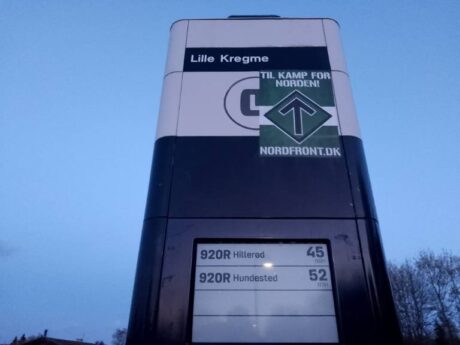 Lille Kregme
TIL KAMP FOR
NORDEN!
NORDFRONT.DK
920R Hillerød 45
920R Hundested 52